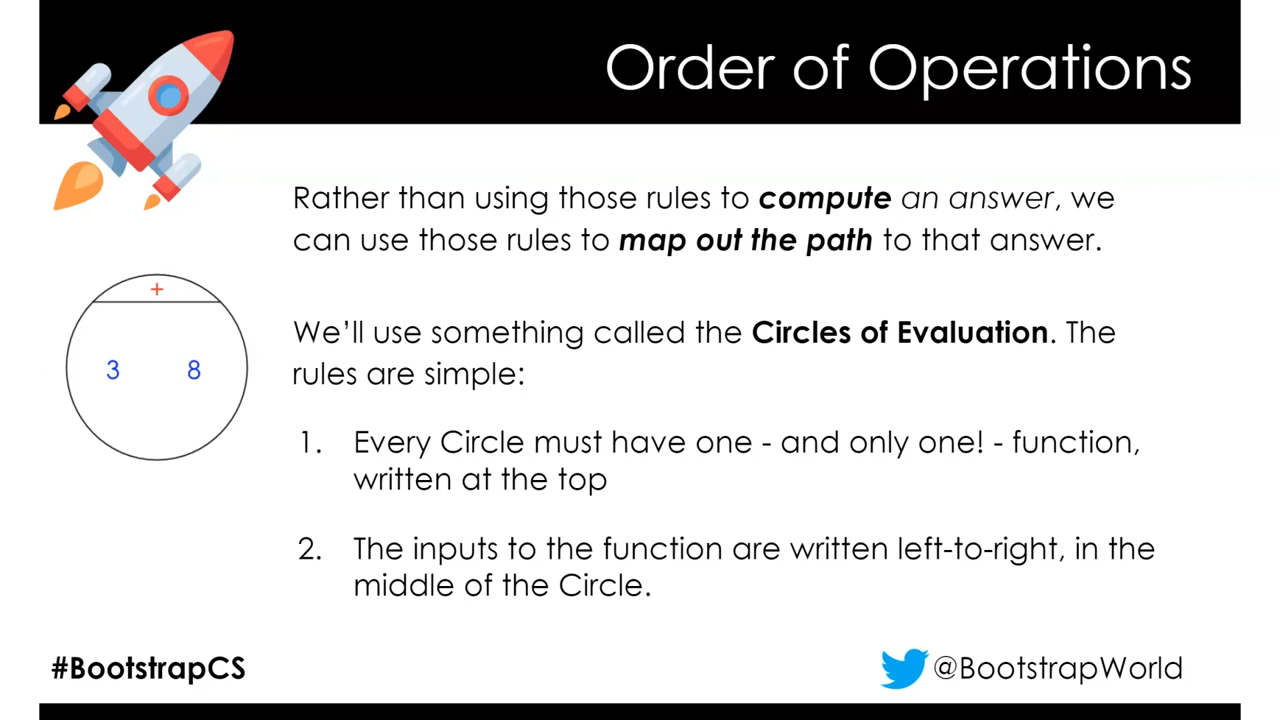 Order of Operations
Rather than using those rules to compute an answer, we
can use those rules to map out the path to that answer.
+
3 8
We’ll use something called the Circles of Evaluation. The
rules are simple:
1. Every Circle must have one - and only one! - function,
written at the top
2. The inputs to the function are written left-to-right, in the
middle of the Circle.
#BootstrapCS
@BootstrapWorld